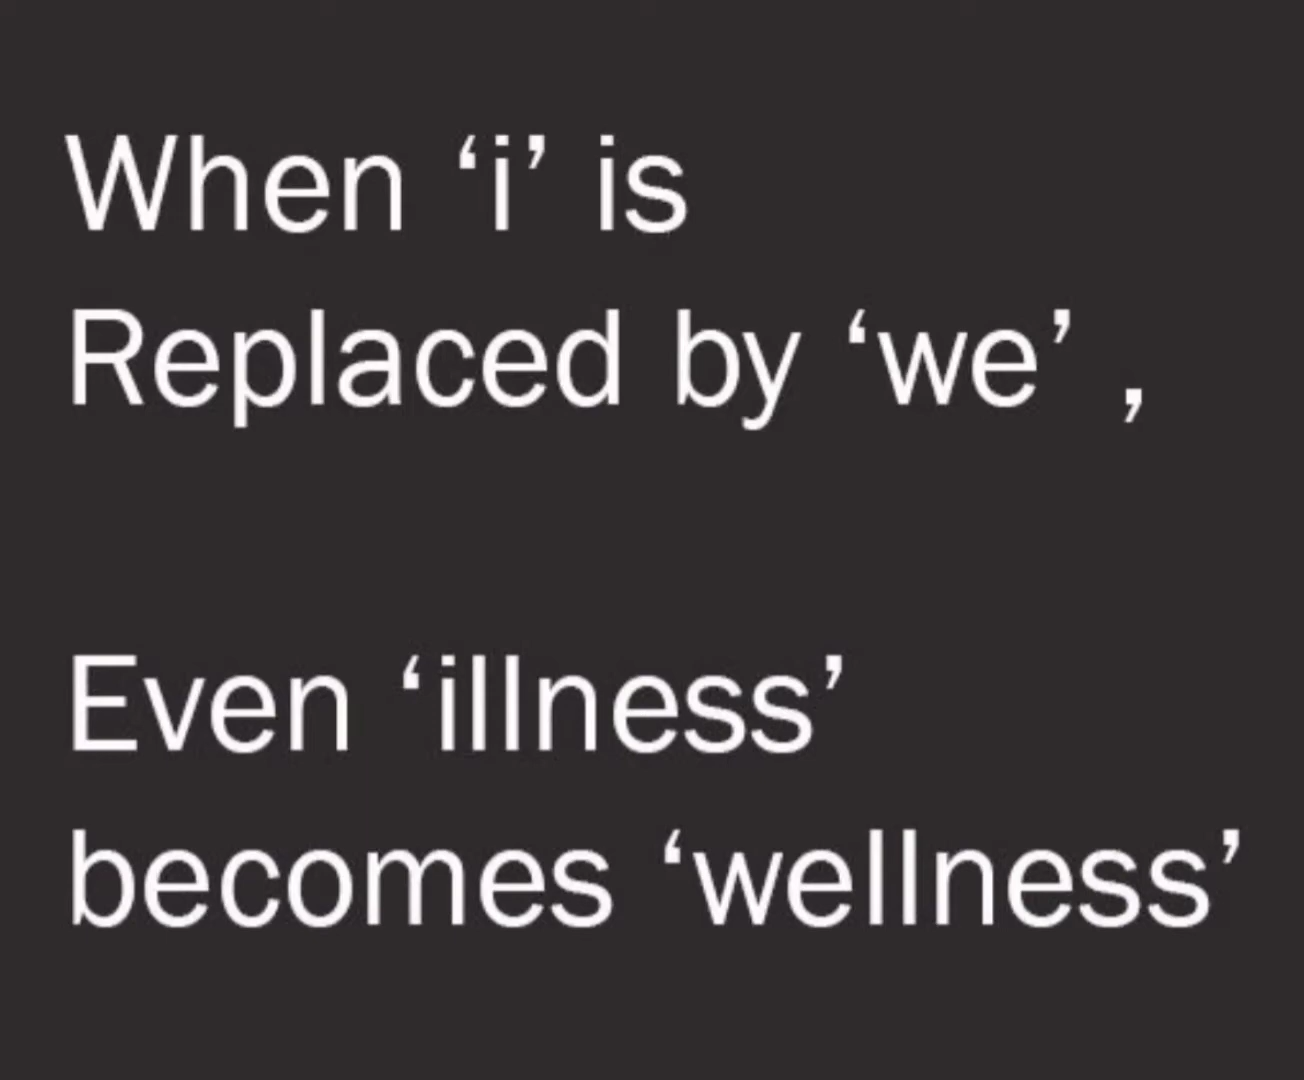 When ‘i’ is
Replaced by ‘we’ ,
Even ‘illness’
becomes ‘wellness’